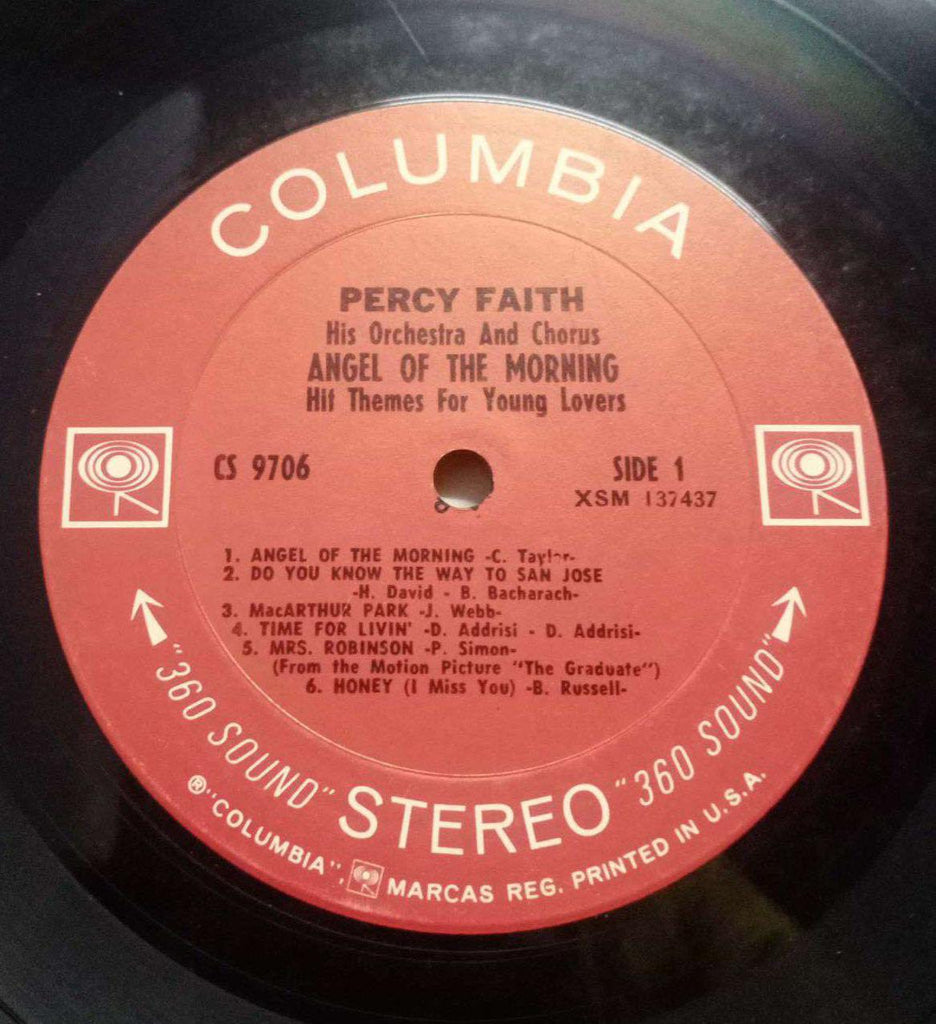 COLUMBIA
PERCY FAITH
His Orchestra And Chorus
ANGEL OF THE MORNING
Hit Themes For Young Lovers
CS 9706
SIDE 1
XSM 137437
1. ANGEL OF THE MORNING -C. Taylor-
2. DO YOU KNOW THE WAY TO SAN JOSE
-H. David - B. Bacharach-
3. MacARTHUR PARK -J. Webb-
4. TIME FOR LIVIN' -D. Addrisi - D. Addrisi-
5. MRS. ROBINSON -P. Simon-
(From the Motion Picture "The Graduate")
6. HONEY (I Miss You) -B. Russell-
"360 SOUND" STEREO "360 SOUND"
®"COLUMBIA", MARCAS REG. PRINTED IN U.S.A.